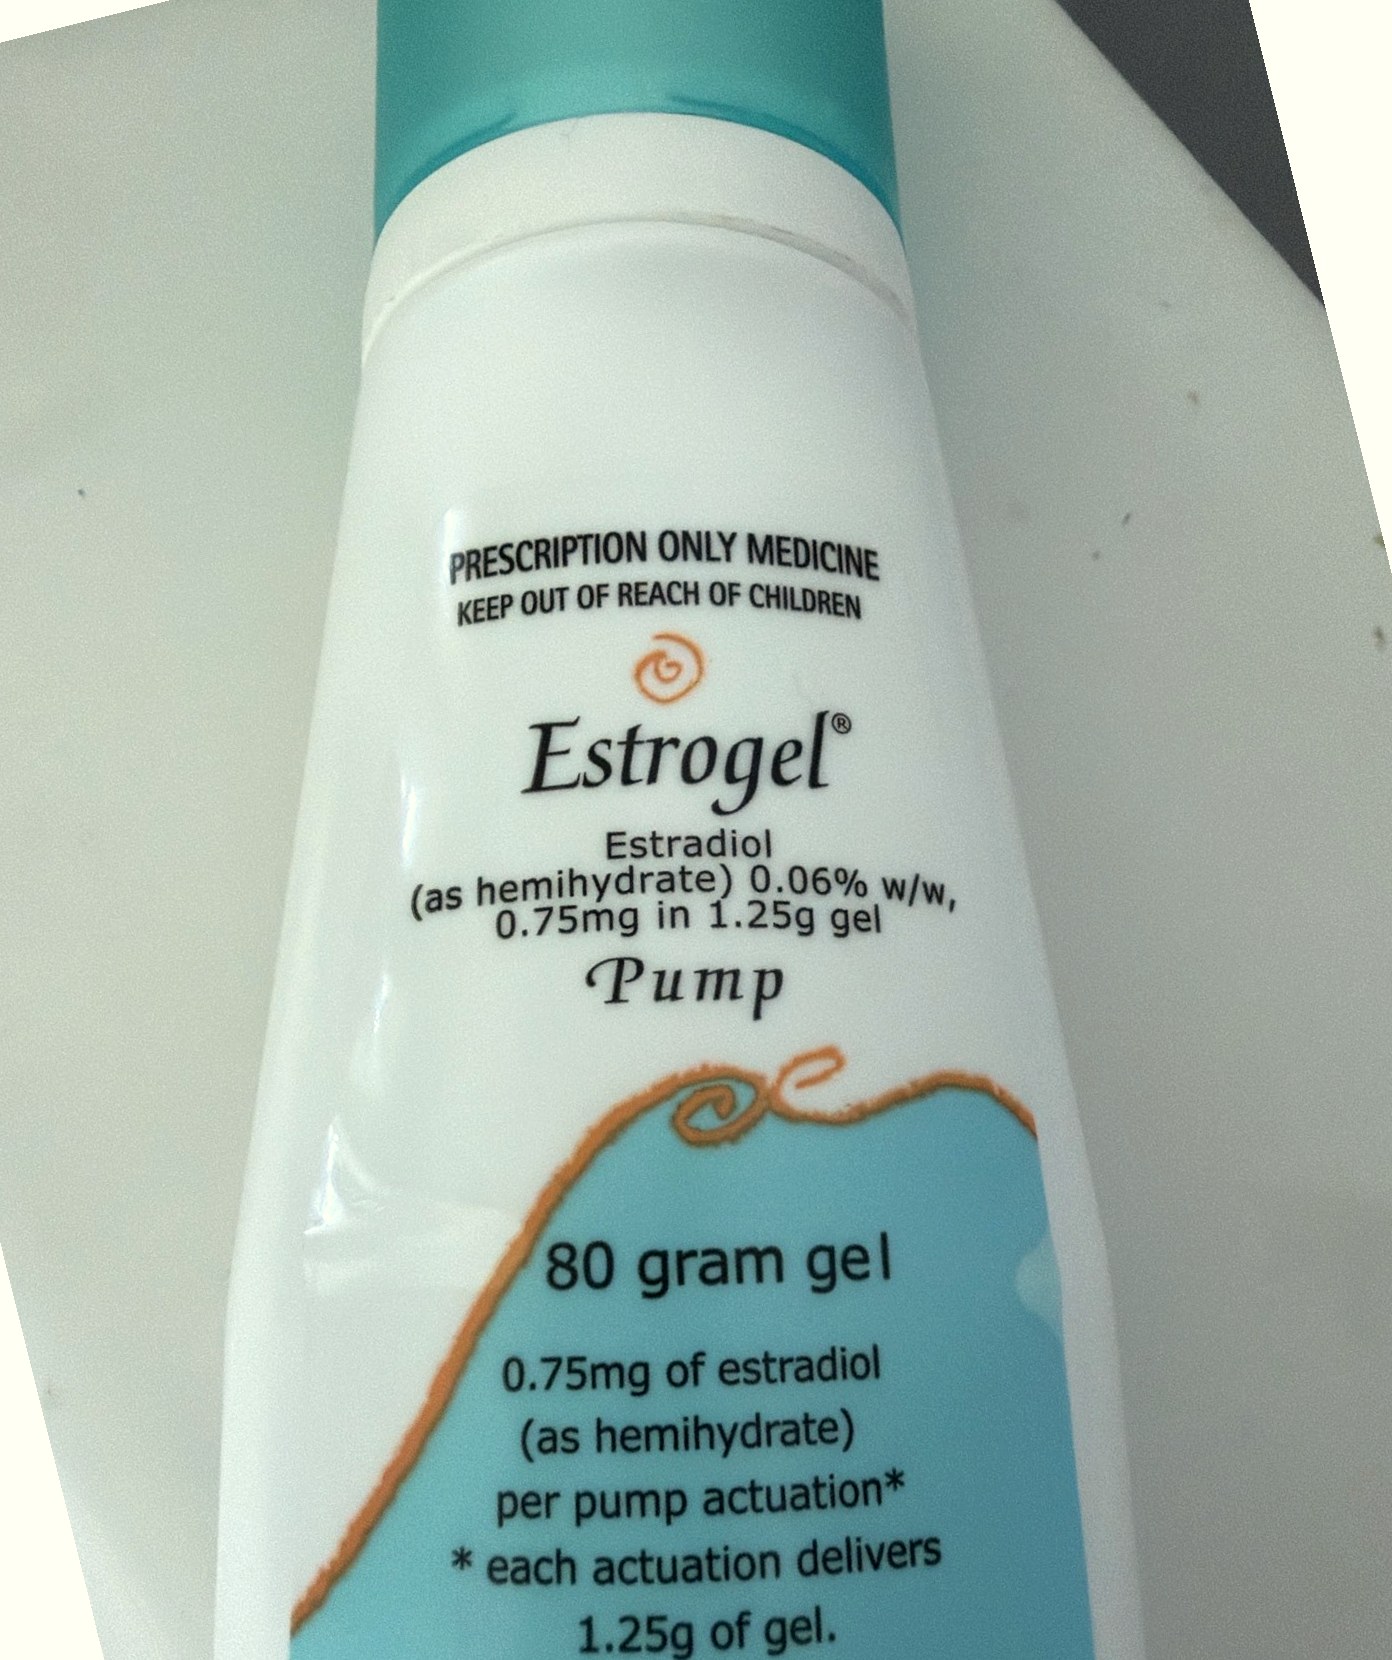 PRESCRIPTION ONLY MEDICINE
KEEP OUT OF REACH OF CHILDREN
Estrogel®
Estradiol
(as hemihydrate) 0.06% w/w,
0.75mg in 1.25g gel
Pump
80 gram gel
0.75mg of estradiol
(as hemihydrate)
per pump actuation*
* each actuation delivers
1.25g of gel.